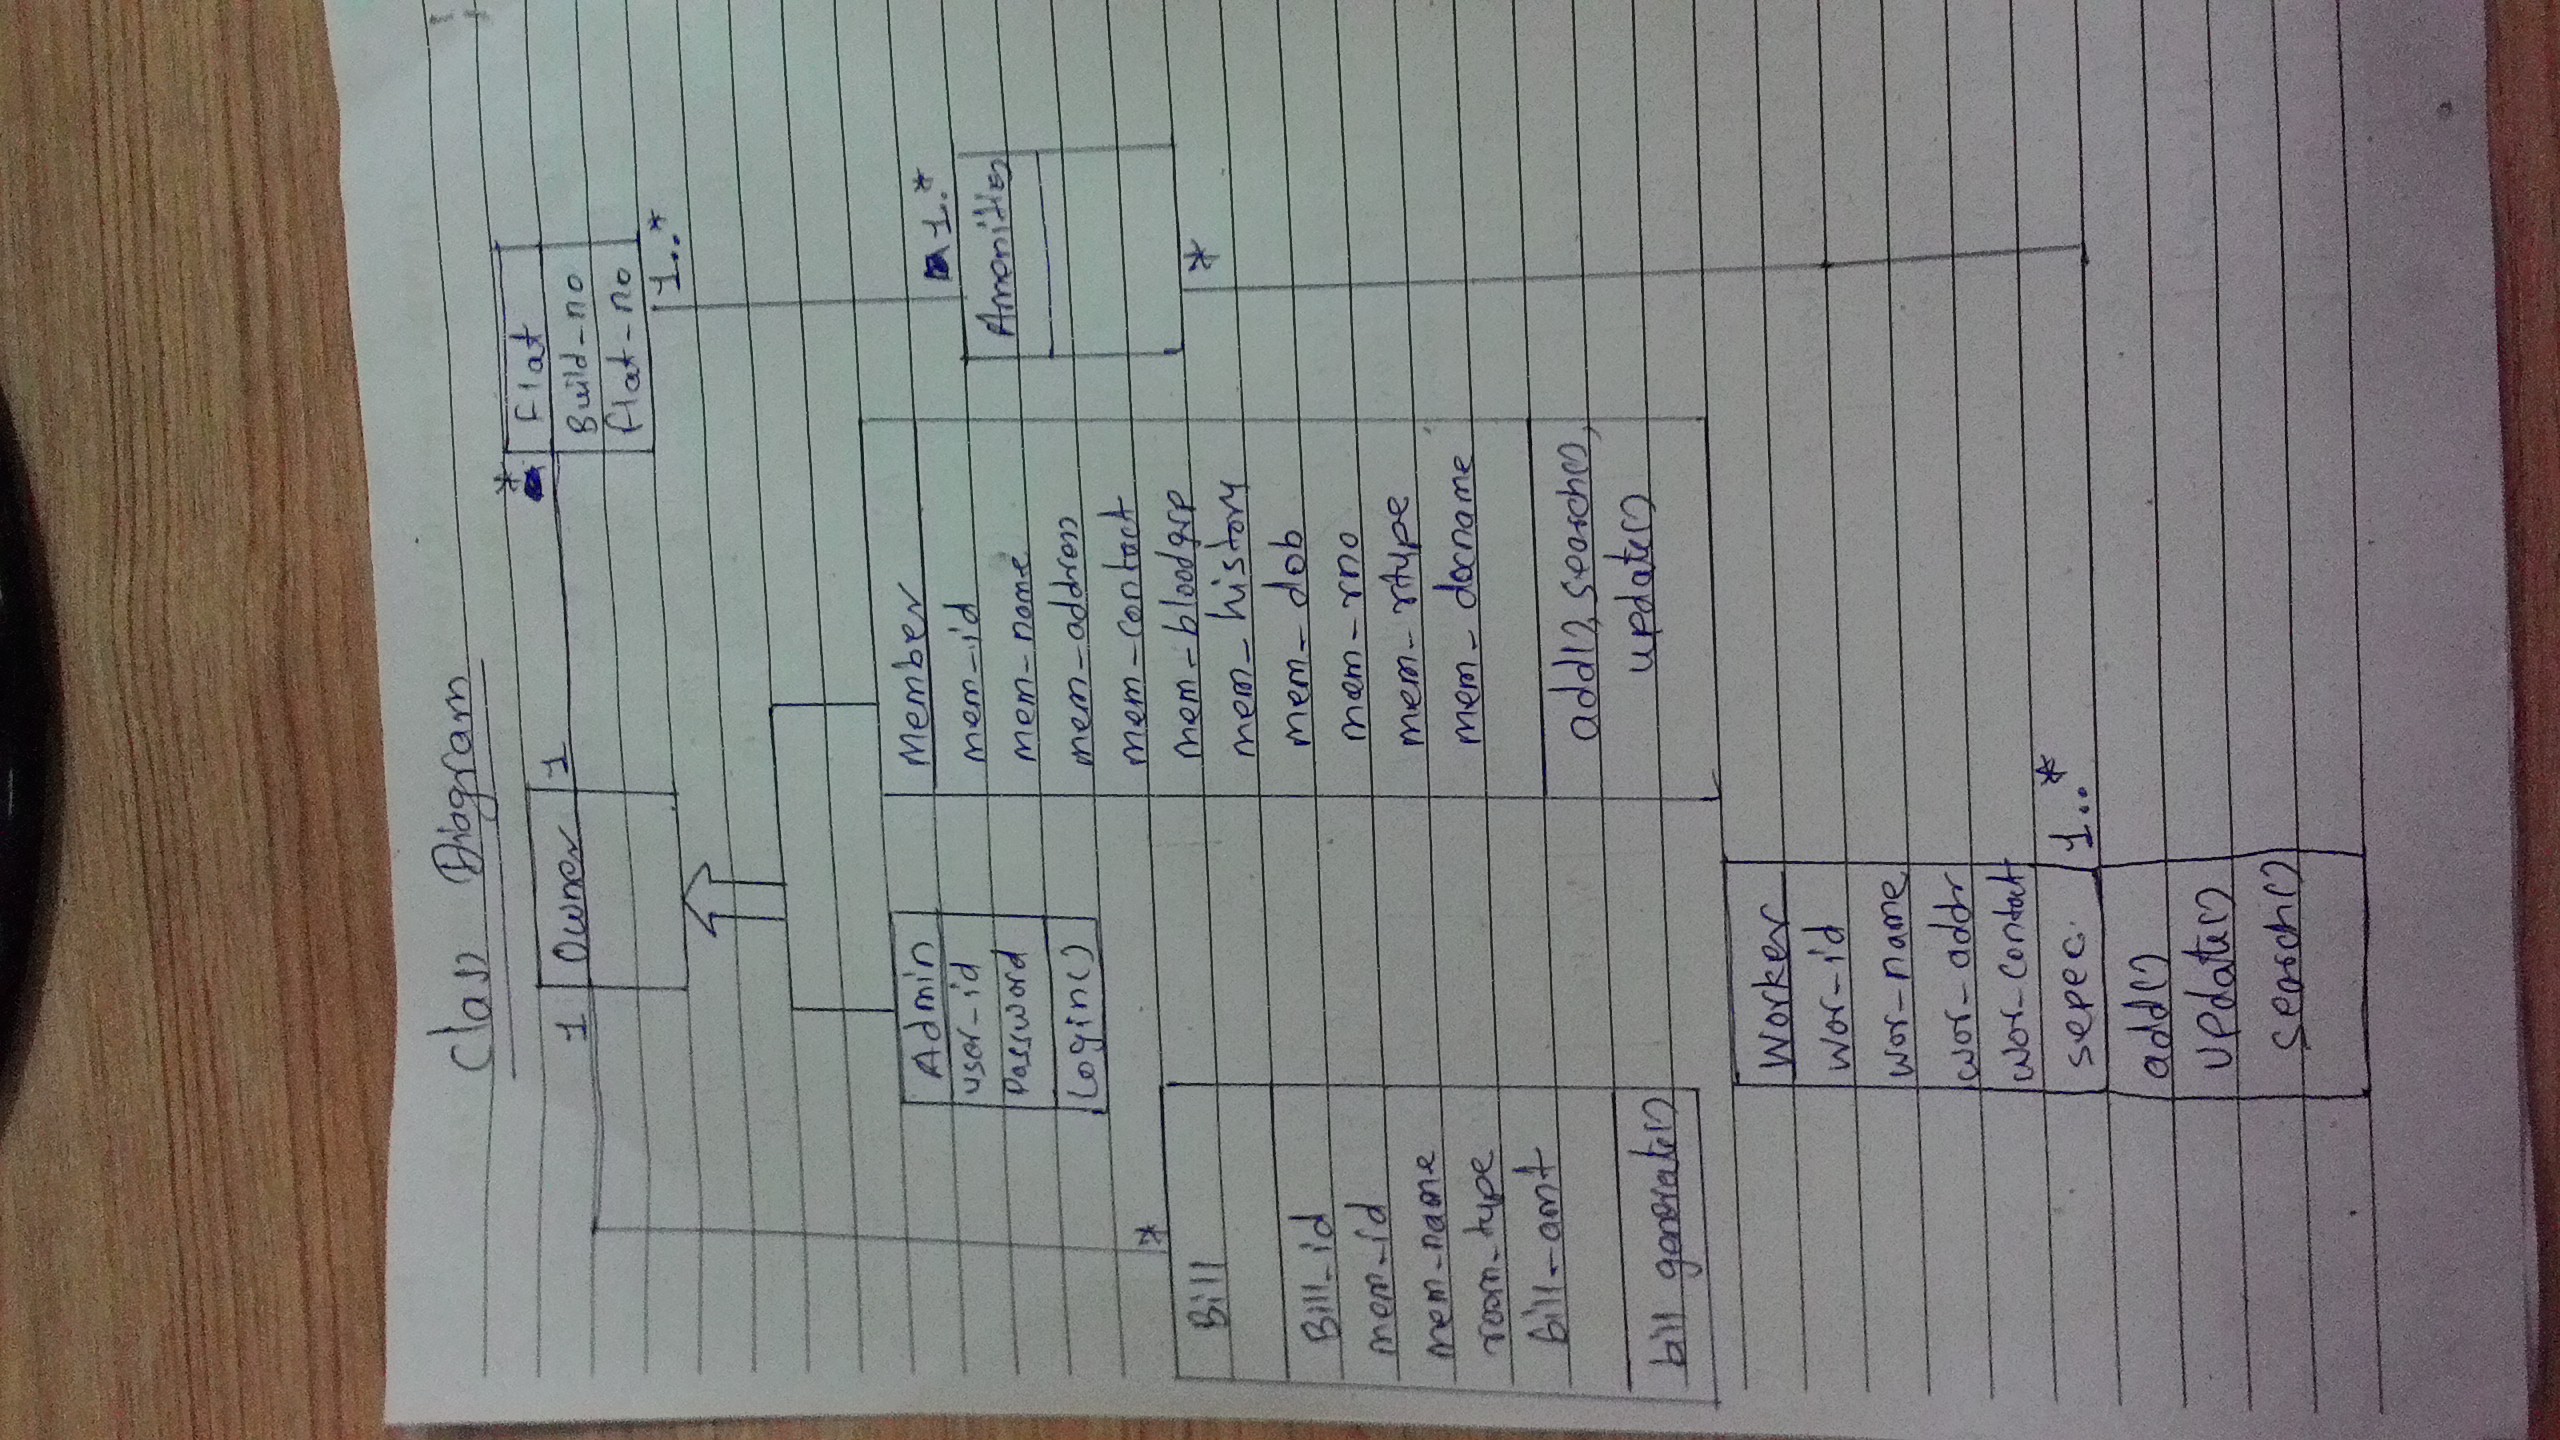 Class Diagram
1 Owner 1
* Flat
Build-no
flat-no
1..*
Admin
user-id
Password
Login()
Member
mem-id
mem-name
mem-address
mem-contact
mem-bloodgrp
mem-history
mem-dob
mem-rno
mem-rtype
mem-docname
add(), search(),
update()
1..*
Amenities
*
*
Bill
Bill-id
mem-id
mem-name
room-type
bill-amt
bill generate()
Worker
wor-id
wor-name
wor-addr
wor-contact
sepec. 1..*
add()
update()
search()